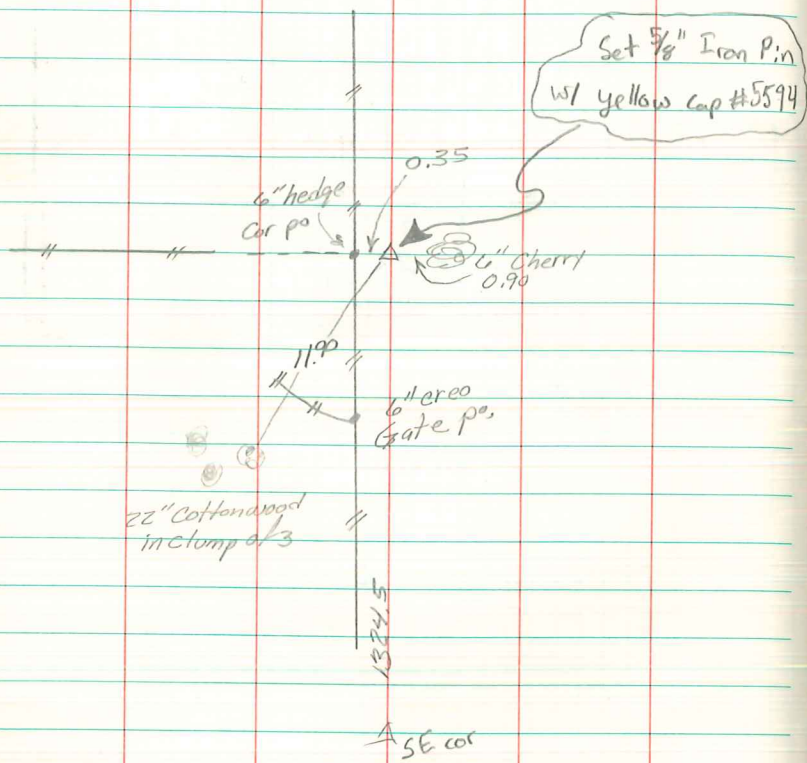 Set 5/8" Iron Pin
w/ yellow cap #5594
0.35
6" hedge
Cor po
6" Cherry
0.90
11.90
6" creo
Gate po,
22" Cottonwood
in clump of 3
1324.5
SE cor